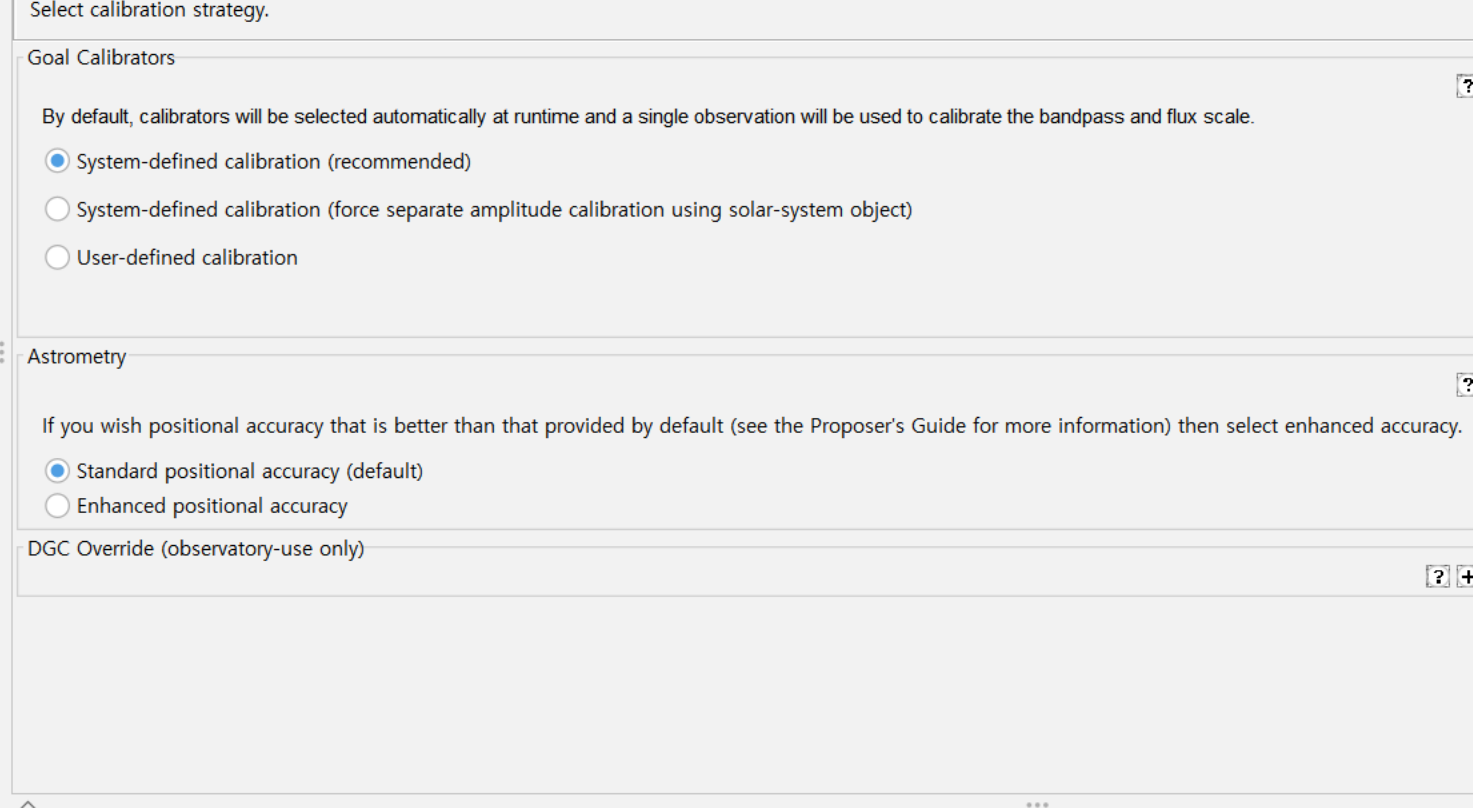 Select calibration strategy.
Goal Calibrators
?
By default, calibrators will be selected automatically at runtime and a single observation will be used to calibrate the bandpass and flux scale.
System-defined calibration (recommended)
System-defined calibration (force separate amplitude calibration using solar-system object)
User-defined calibration
Astrometry
?
If you wish positional accuracy that is better than that provided by default (see the Proposer's Guide for more information) then select enhanced accuracy.
Standard positional accuracy (default)
Enhanced positional accuracy
DGC Override (observatory-use only)
? +